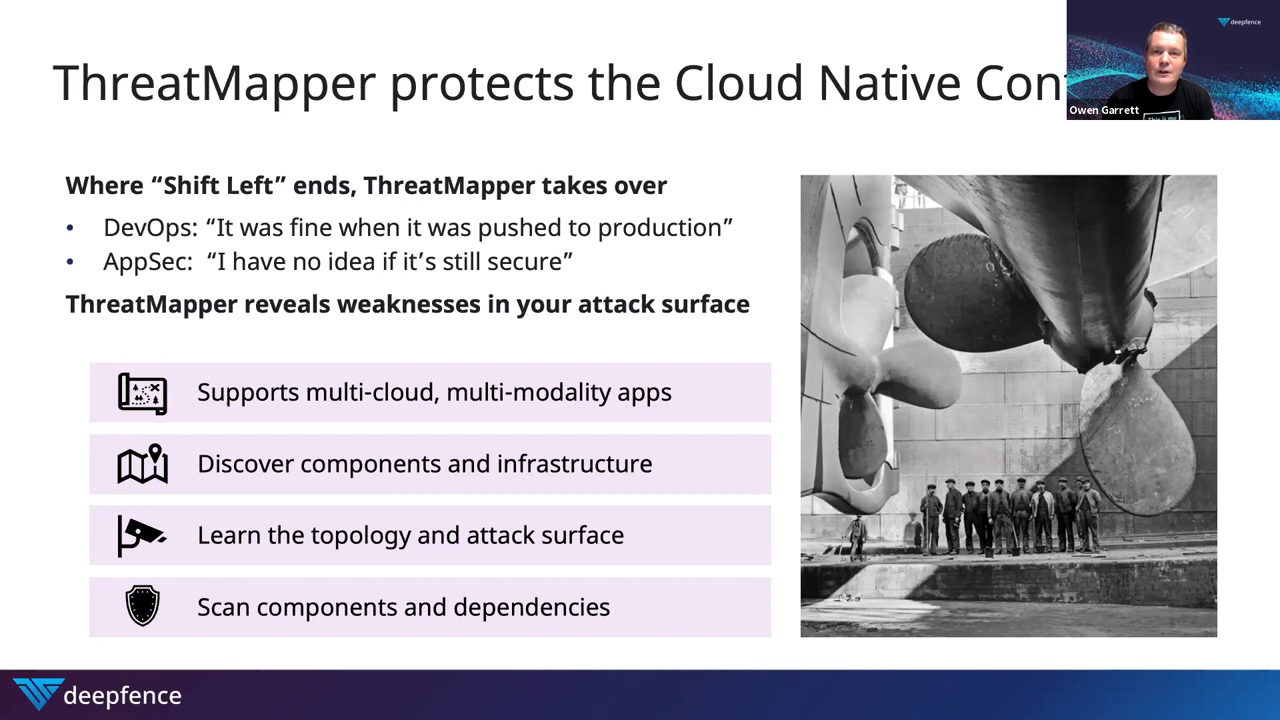 ThreatMapper protects the Cloud Native Con
deepfence
Owen Garrett
Where “Shift Left” ends, ThreatMapper takes over
• DevOps: “It was fine when it was pushed to production”
• AppSec: “I have no idea if it’s still secure”
ThreatMapper reveals weaknesses in your attack surface
Supports multi-cloud, multi-modality apps
Discover components and infrastructure
Learn the topology and attack surface
Scan components and dependencies
deepfence